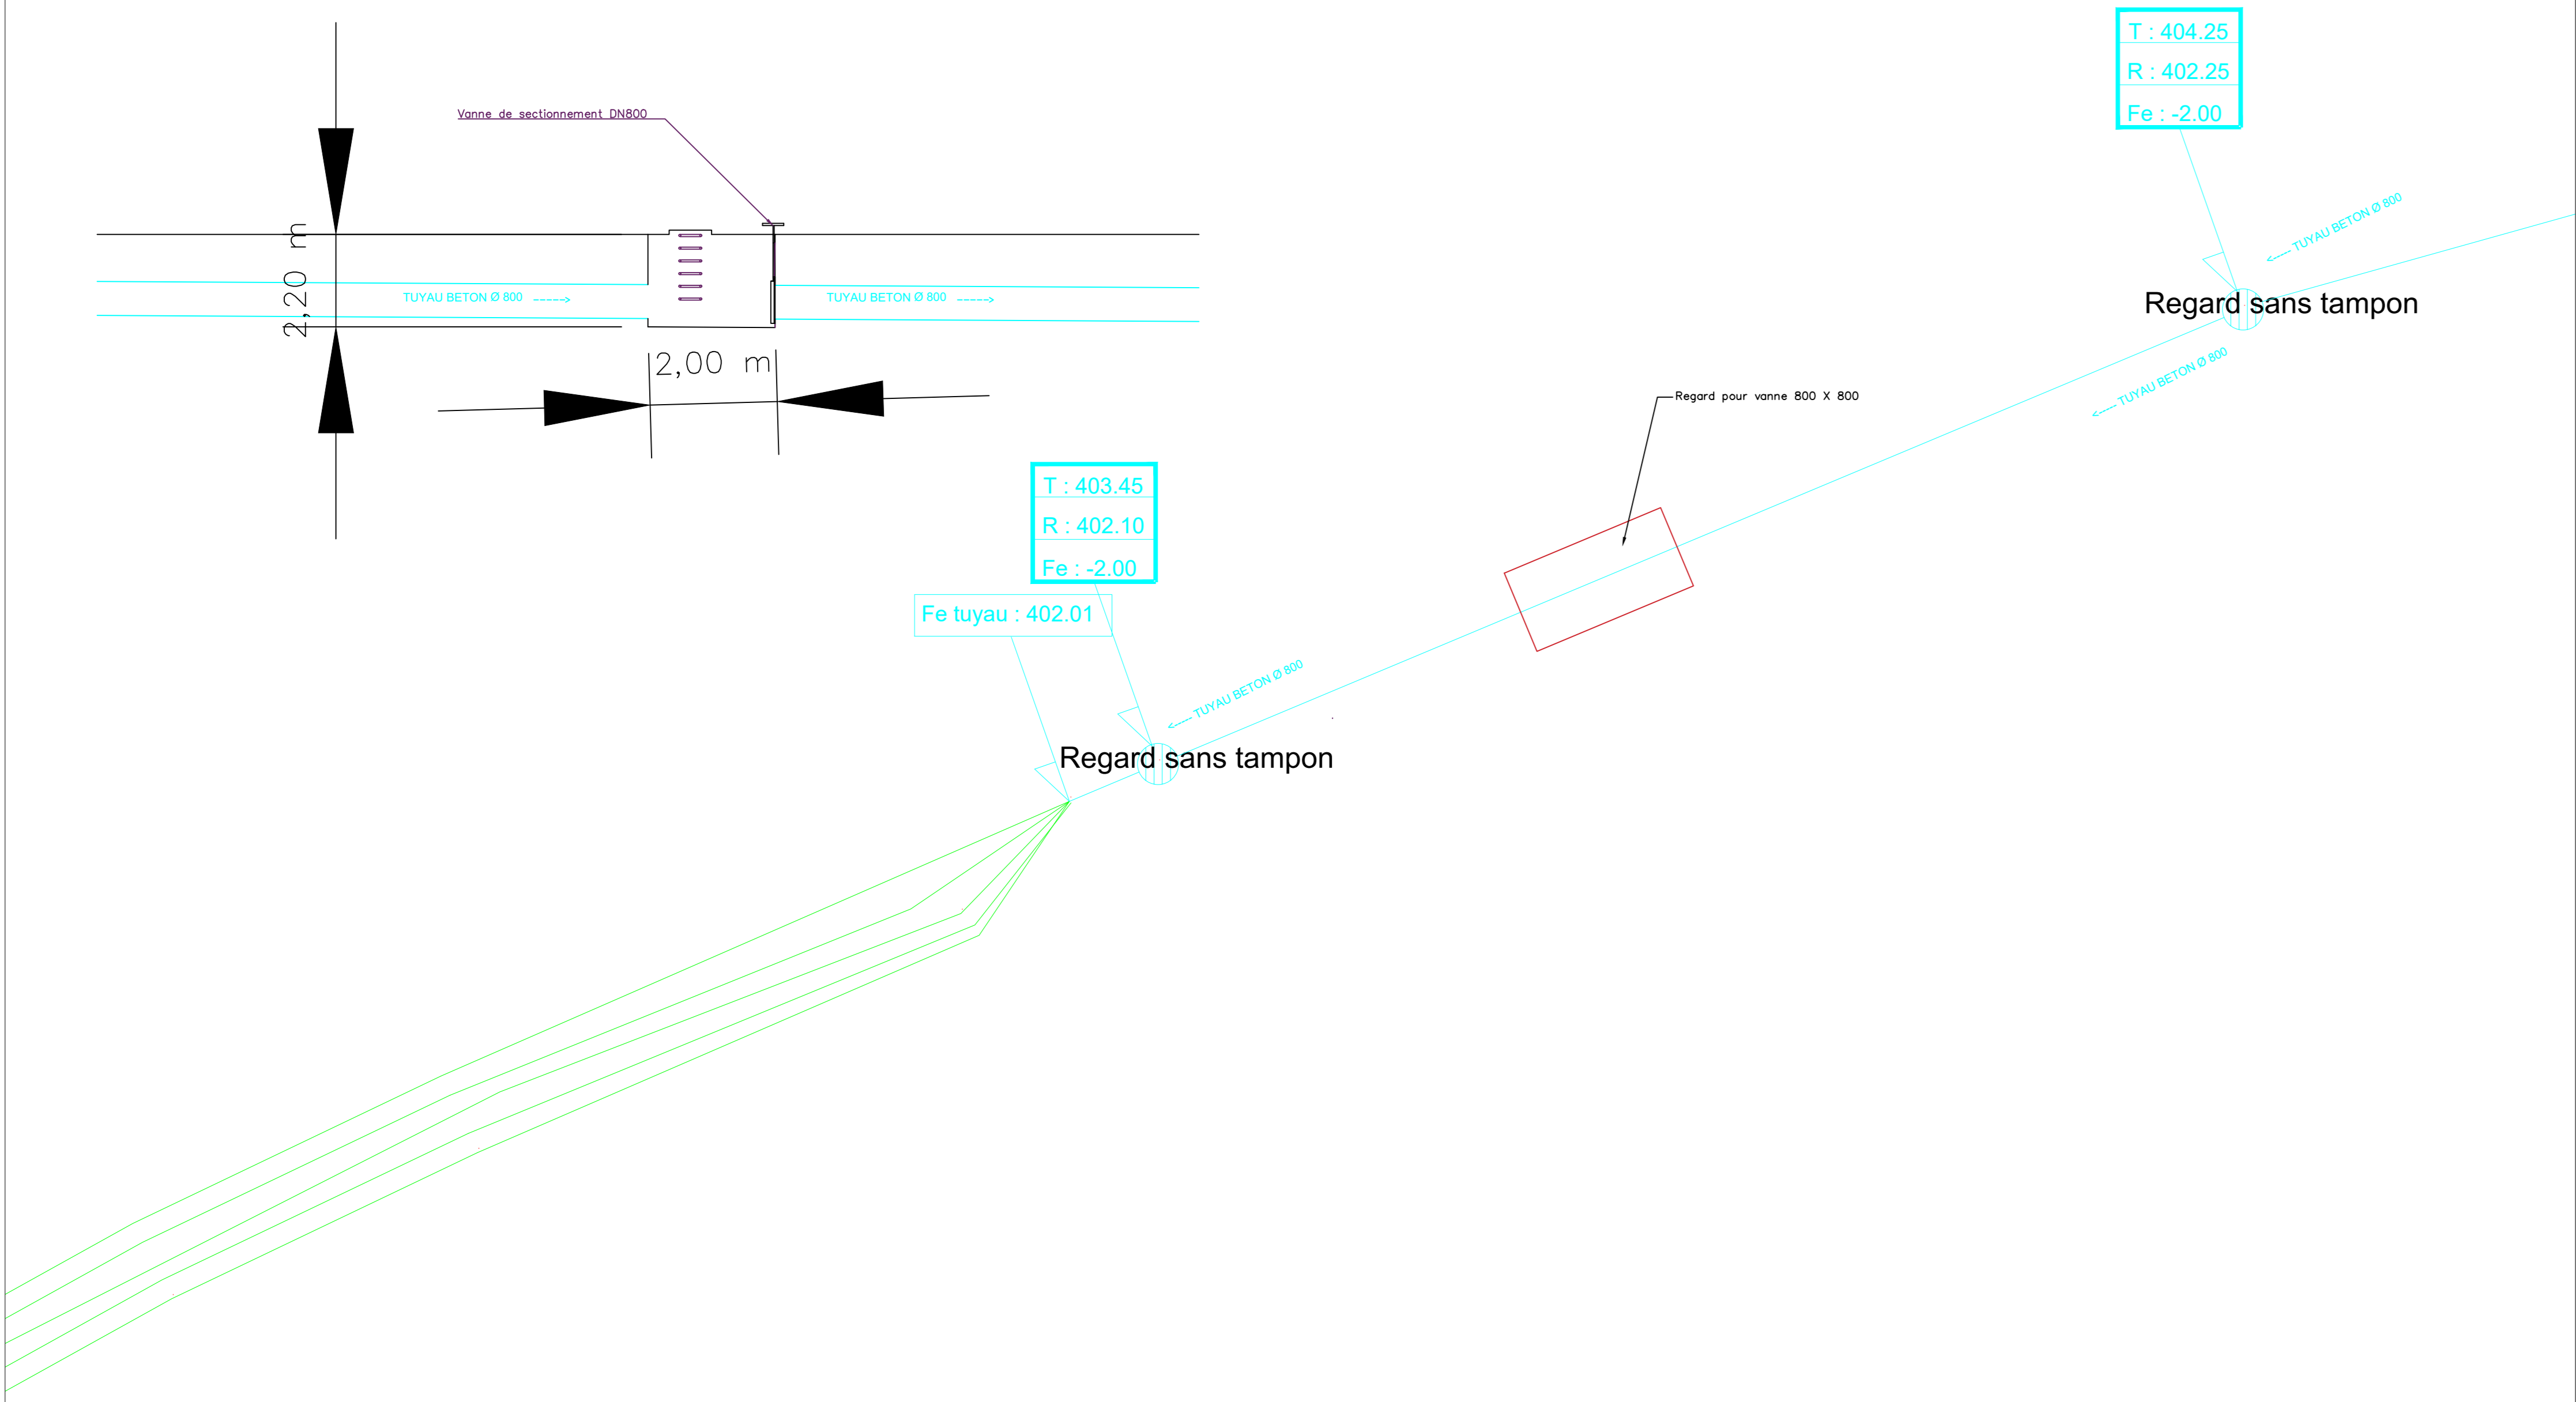 T : 404.25
R : 402.25
Fe : -2.00
Vanne de sectionnement DN800
TUYAU BETON Ø 800
2,20 m
TUYAU BETON Ø 800 ----->
TUYAU BETON Ø 800 ----->
Regard sans tampon
2,00 m
<----- TUYAU BETON Ø 800
Regard pour vanne 800 X 800
T : 403.45
R : 402.10
Fe : -2.00
Fe tuyau : 402.01
<----- TUYAU BETON Ø 800
Regard sans tampon